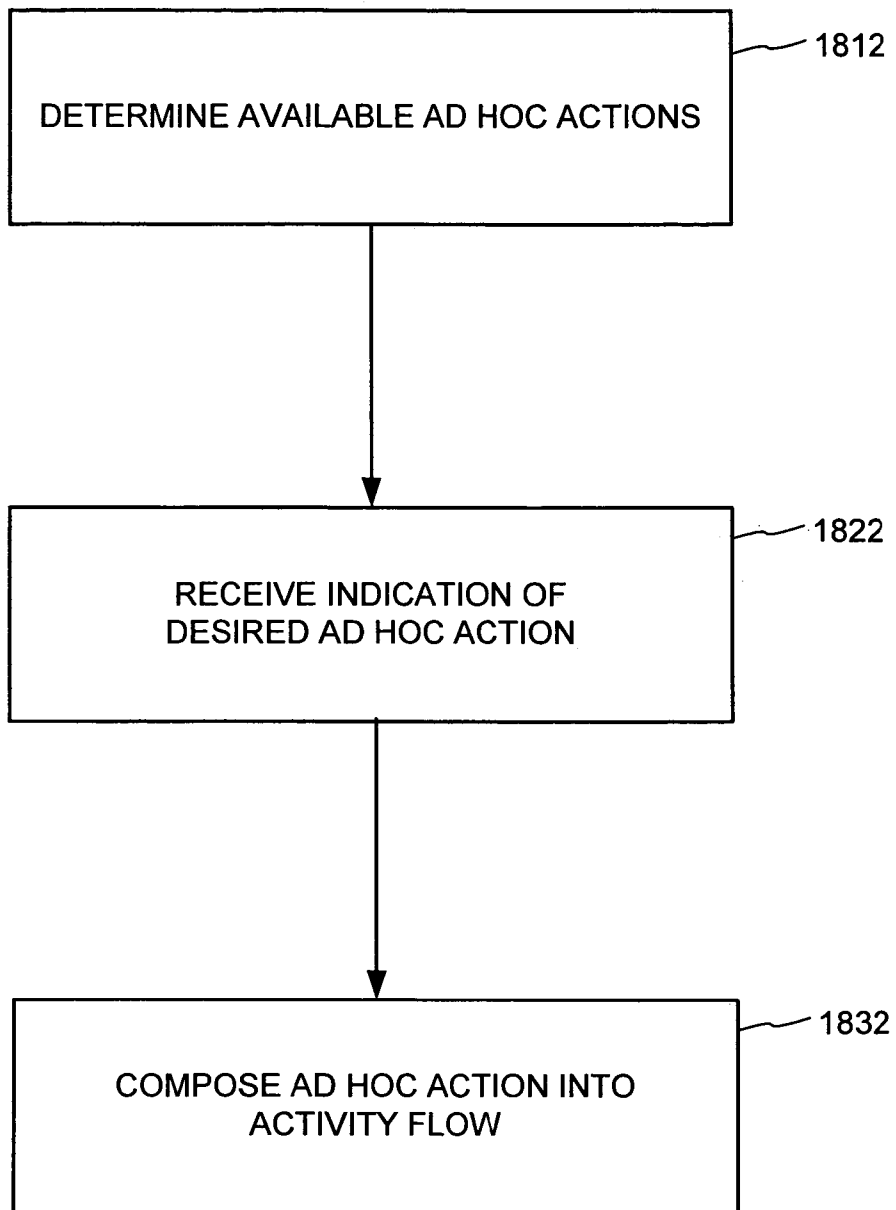 1812
DETERMINE AVAILABLE AD HOC ACTIONS
1822
RECEIVE INDICATION OF
DESIRED AD HOC ACTION
1832
COMPOSE AD HOC ACTION INTO
ACTIVITY FLOW